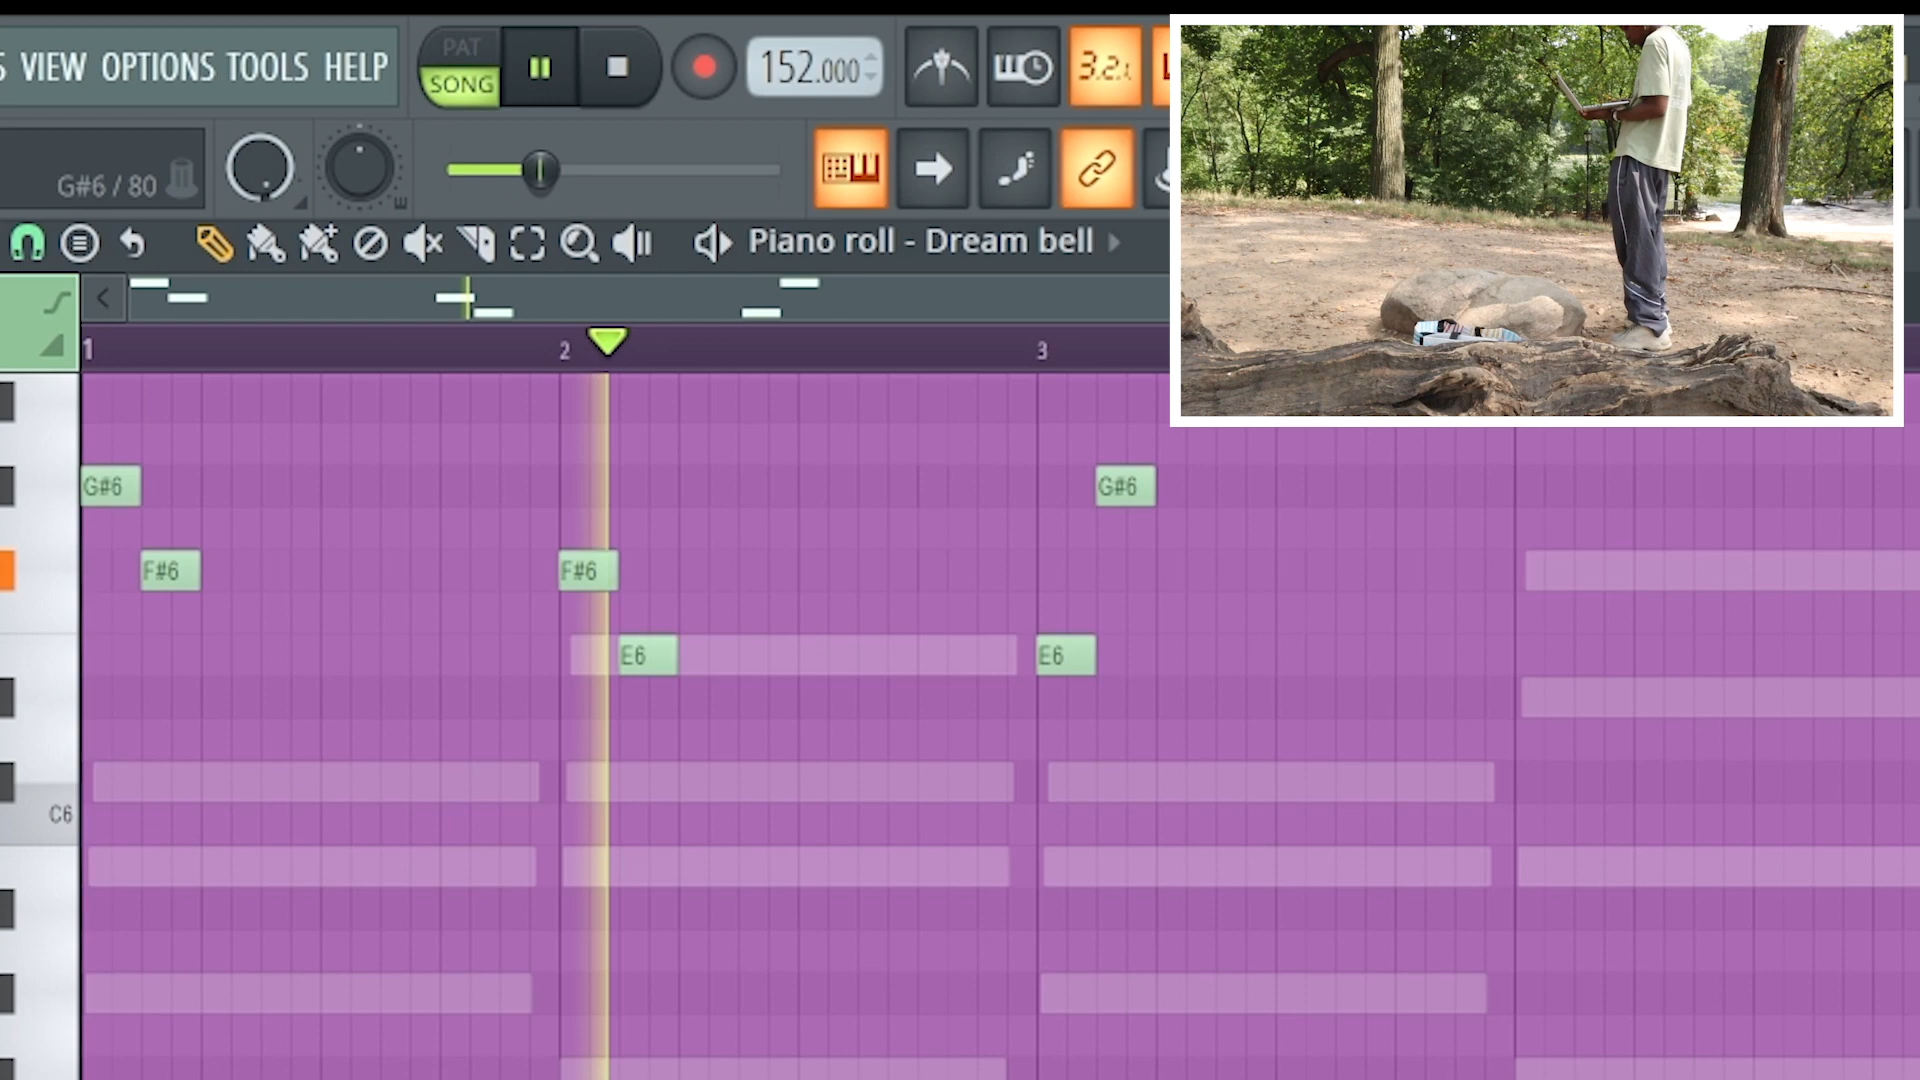 VIEW OPTIONS TOOLS HELP
PAT
SONG
152.000
3.2.1
G#6 / 80
Piano roll - Dream bell
1
2
3
G#6
G#6
F#6
F#6
E6
E6
C6